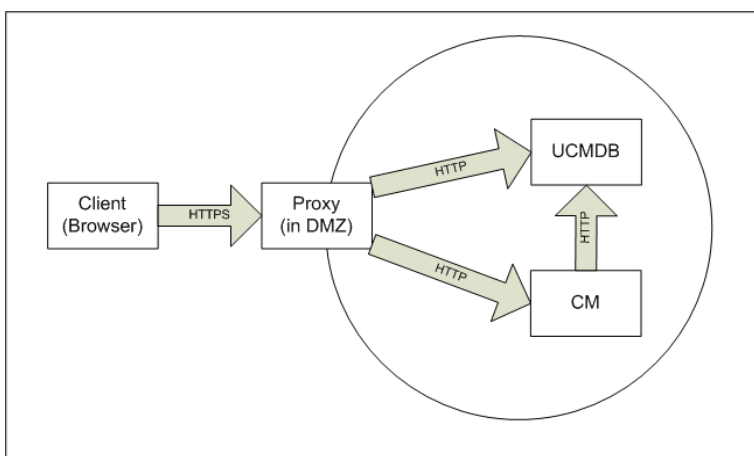 Client
(Browser)
HTTPS
Proxy
(in DMZ)
HTTP
UCMDB
HTTP
HTTP
CM